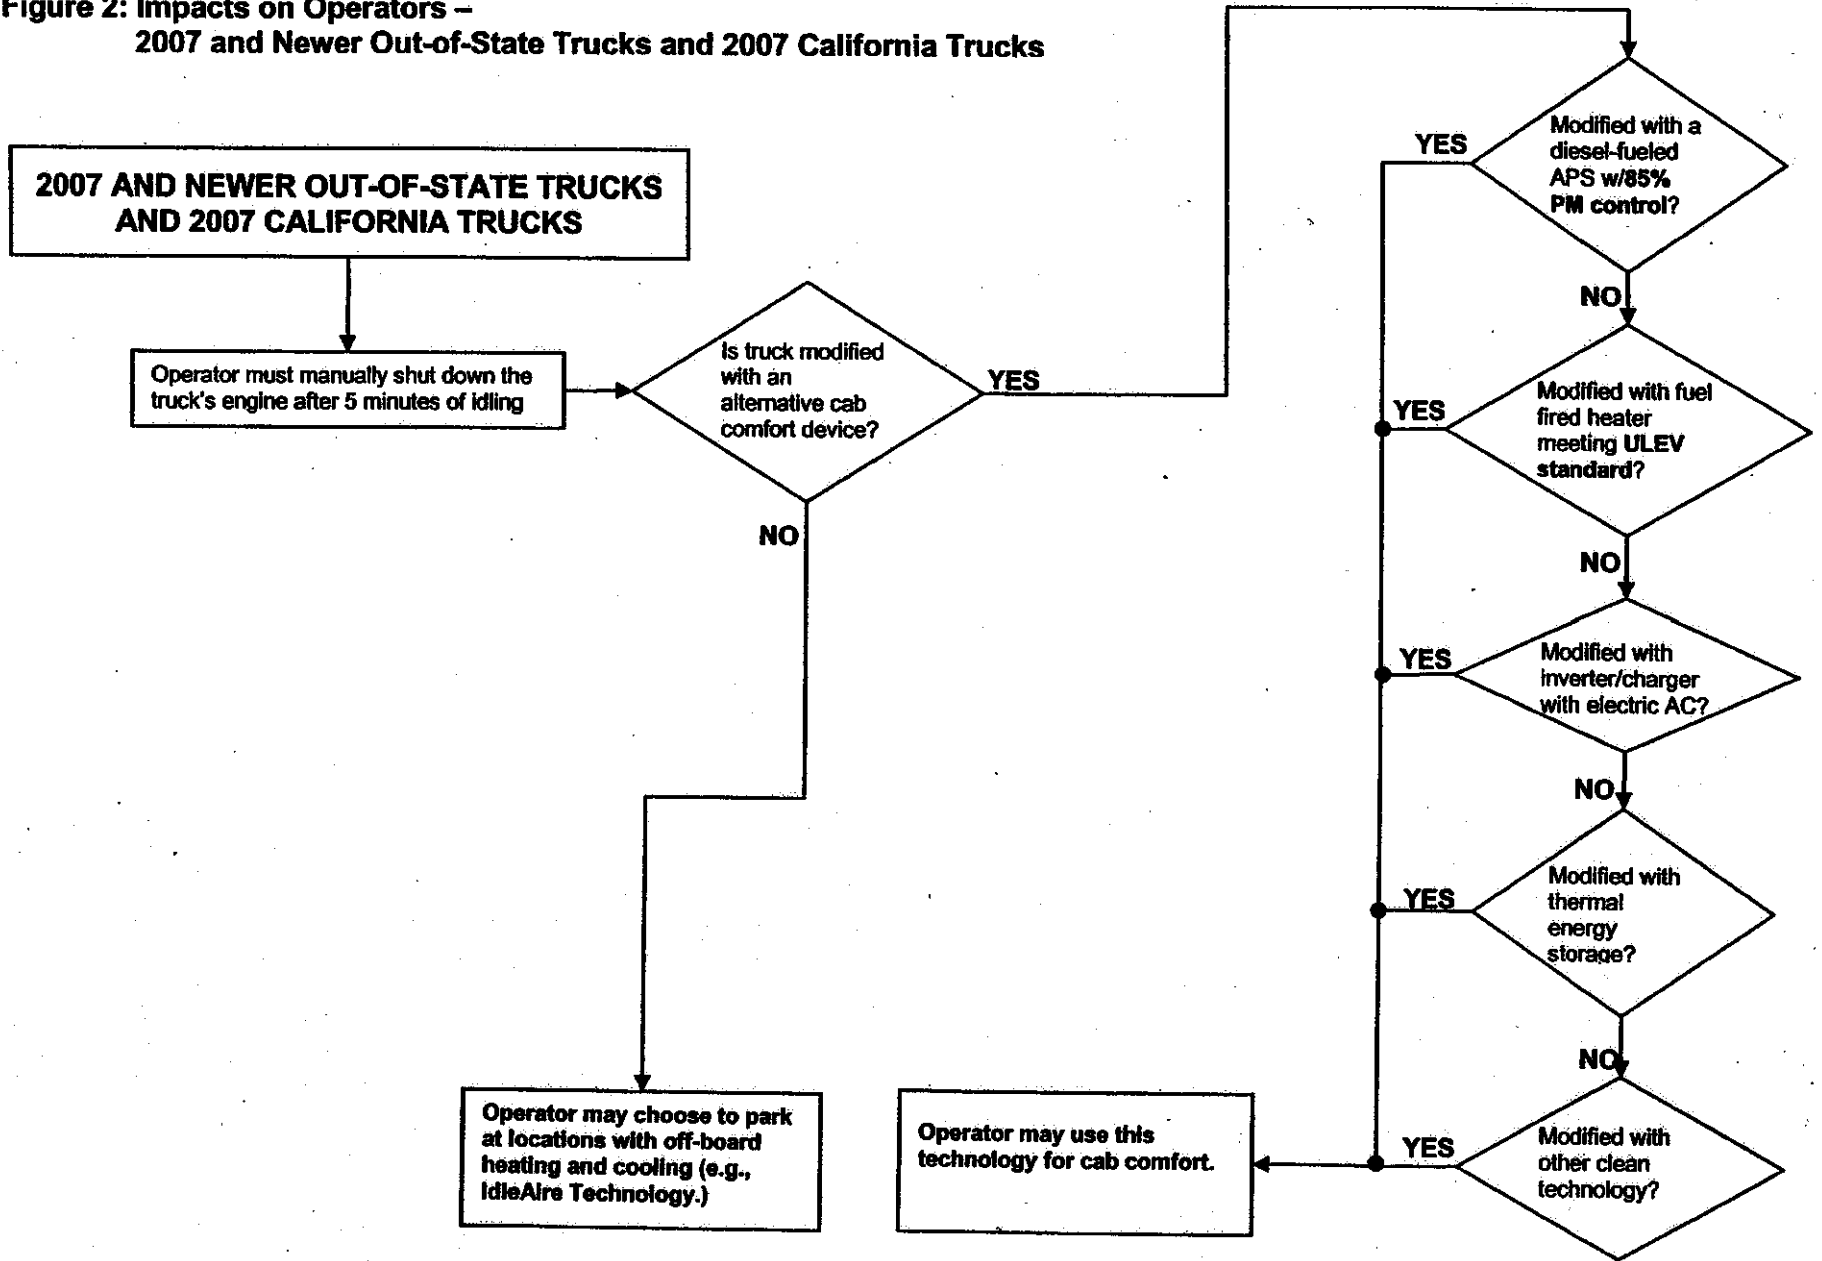 Figure 2: Impacts on Operators –
2007 and Newer Out-of-State Trucks and 2007 California Trucks
2007 AND NEWER OUT-OF-STATE TRUCKS
AND 2007 CALIFORNIA TRUCKS
Operator must manually shut down the
truck's engine after 5 minutes of idling
Is truck modified
with an
alternative cab
comfort device?
YES
NO
Operator may choose to park
at locations with off-board
heating and cooling (e.g.,
IdleAire Technology.)
Modified with a
diesel-fueled
APS w/85%
PM control?
YES
NO
Modified with fuel
fired heater
meeting ULEV
standard?
YES
NO
Modified with
inverter/charger
with electric AC?
YES
NO
Modified with
thermal
energy
storage?
YES
NO
Modified with
other clean
technology?
YES
Operator may use this
technology for cab comfort.